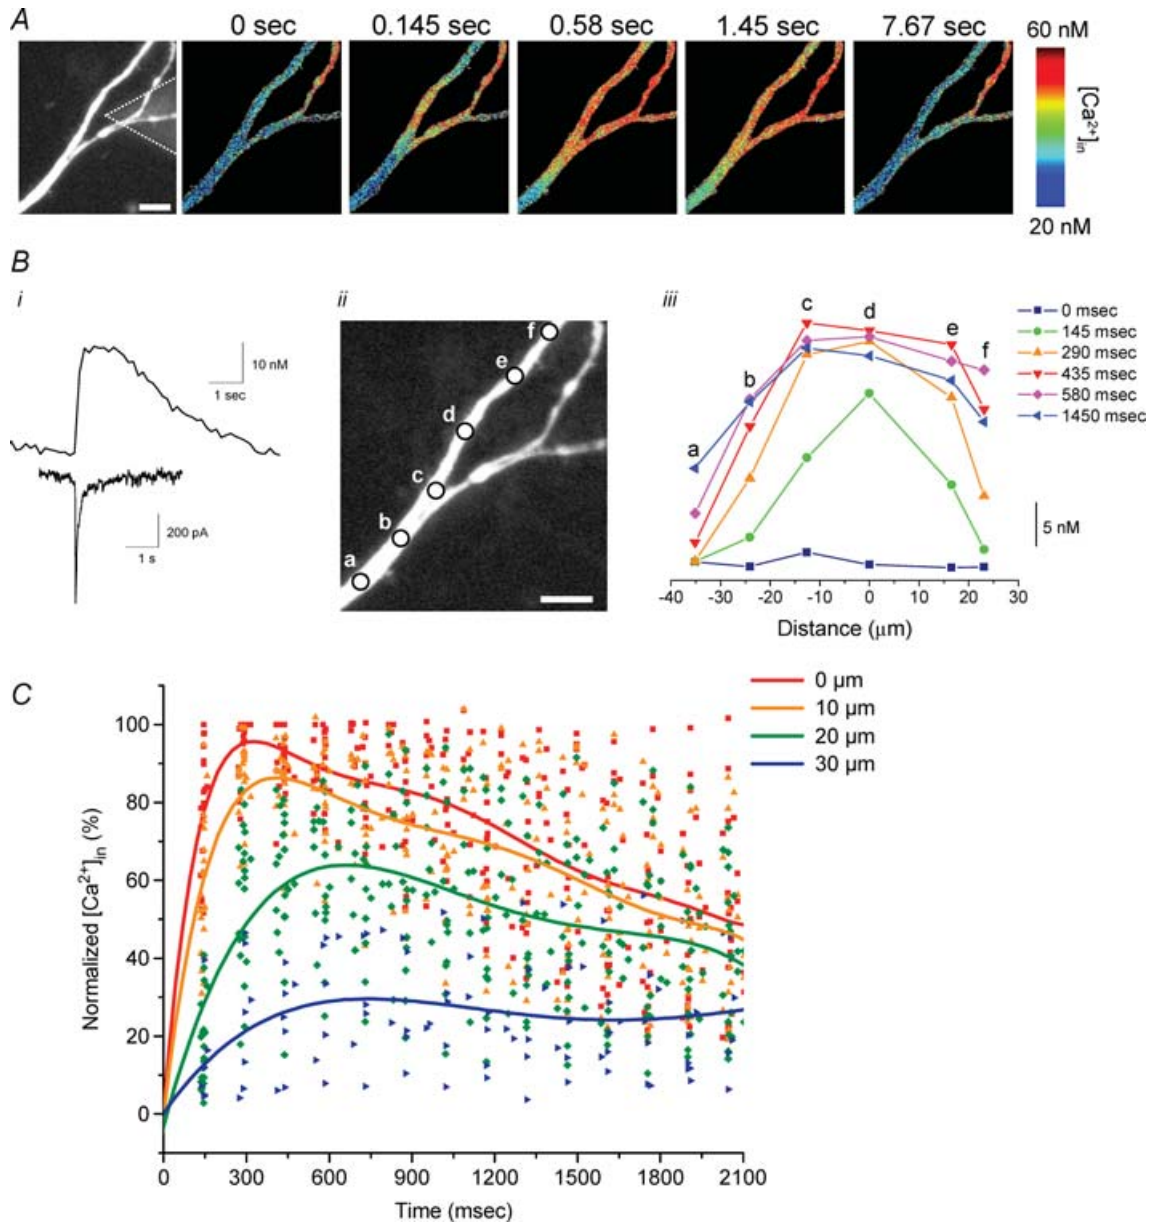 A
0 sec
0.145 sec
0.58 sec
1.45 sec
7.67 sec
60 nM
[Ca2+]in
20 nM
B
i
10 nM
1 sec
200 pA
1 s
ii
a
b
c
d
e
f
iii
a
b
c
d
e
f
0 msec
145 msec
290 msec
435 msec
580 msec
1450 msec
5 nM
-40 -30 -20 -10 0 10 20 30
Distance (µm)
C
0 µm
10 µm
20 µm
30 µm
Normalized [Ca2+]in (%)
100
80
60
40
20
0
0 300 600 900 1200 1500 1800 2100
Time (msec)